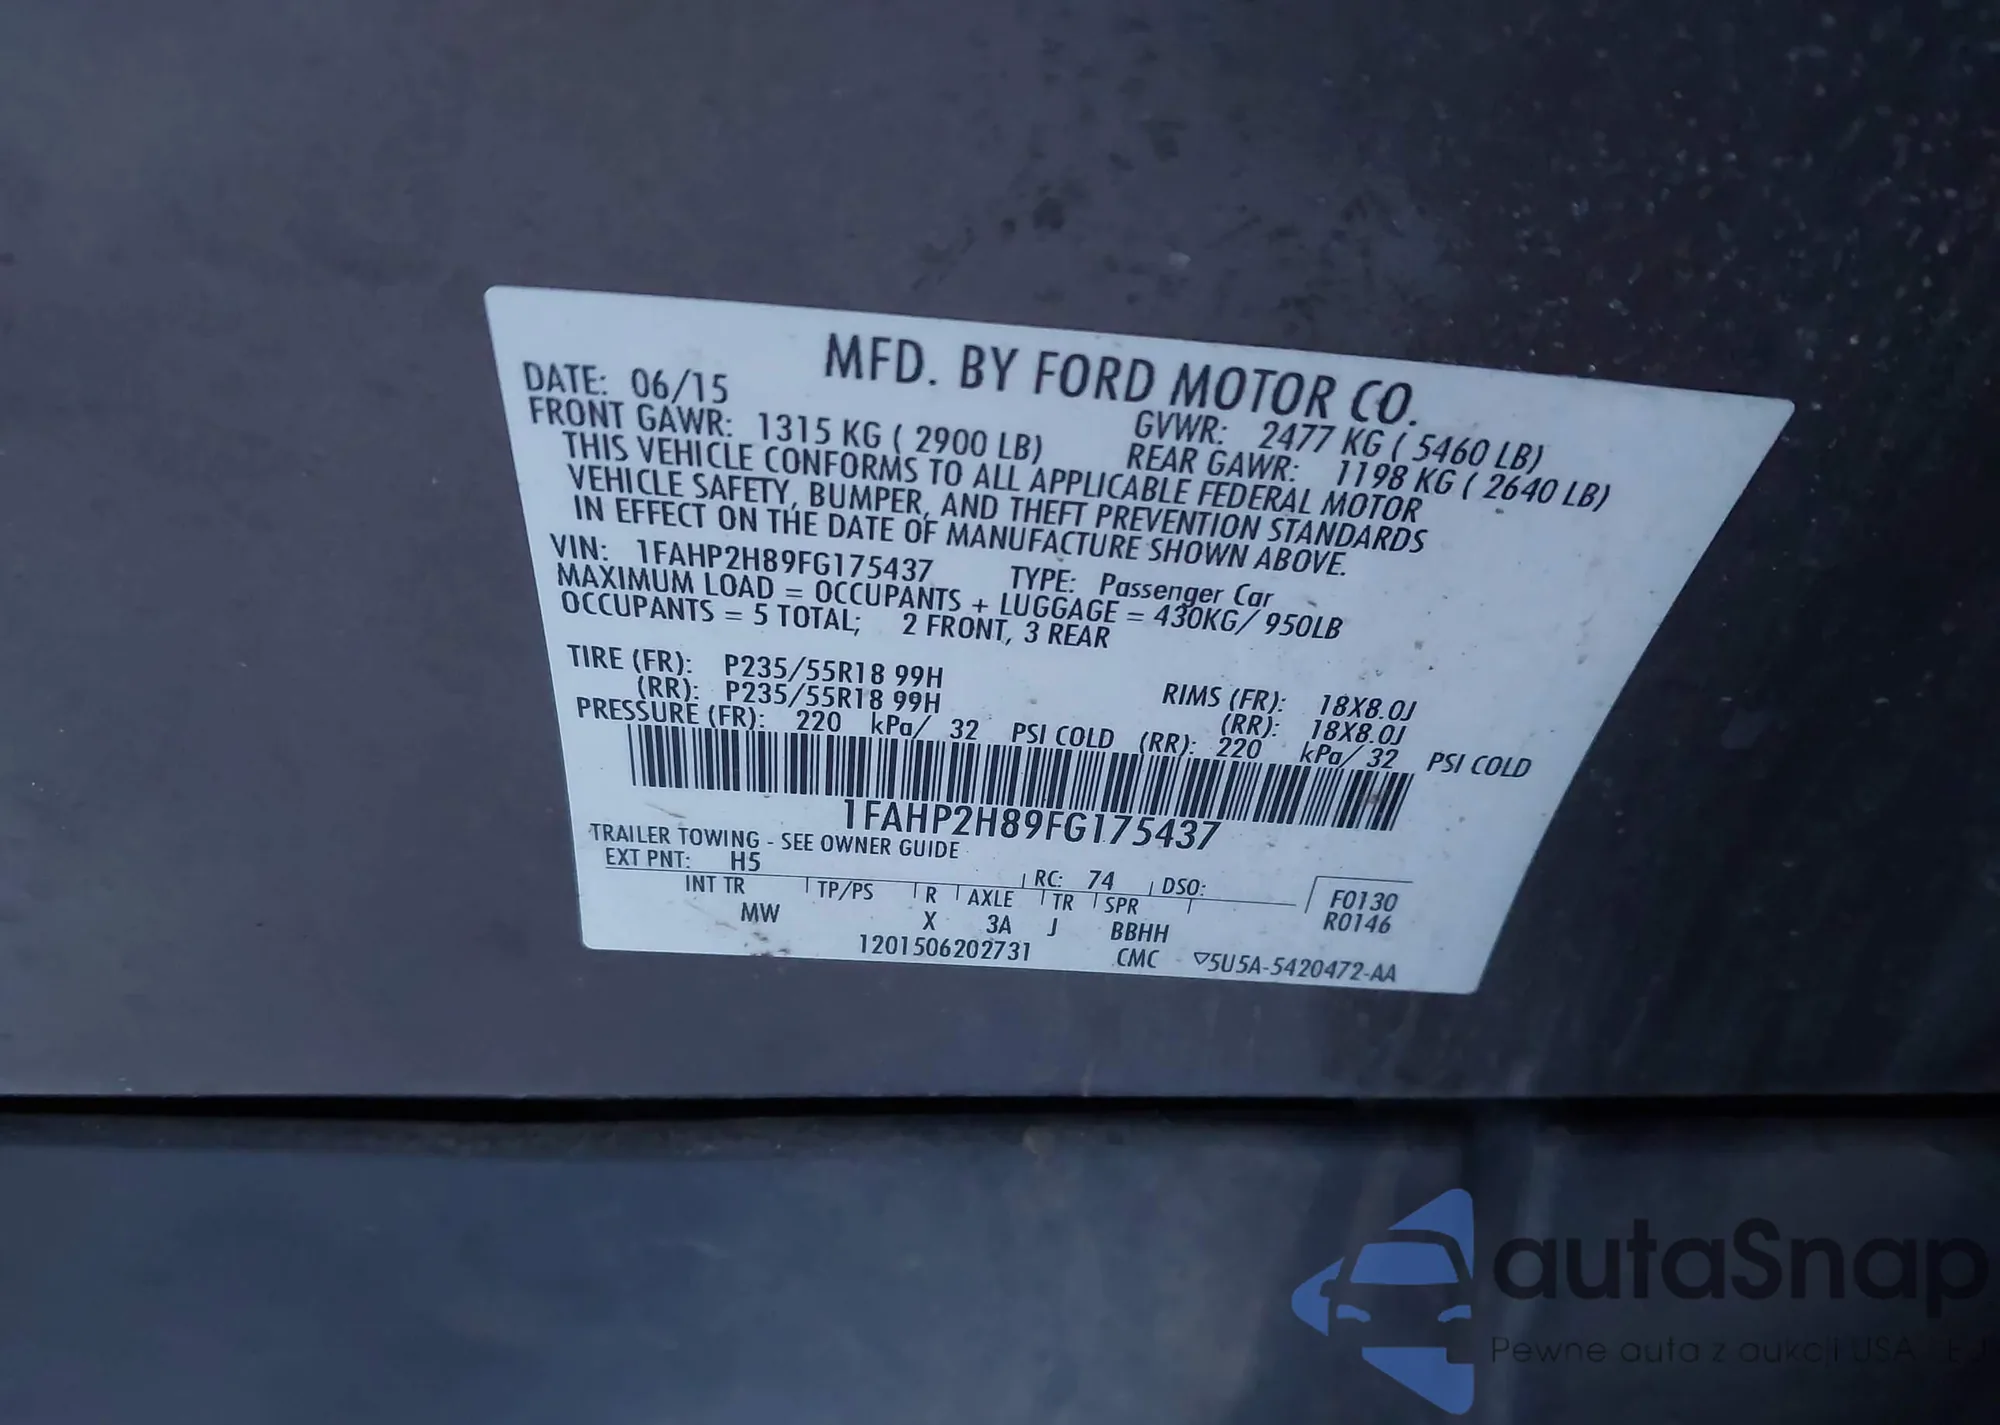 MFD. BY FORD MOTOR CO.
DATE: 06/15
GVWR: 2477 KG ( 5460 LB)
FRONT GAWR: 1315 KG ( 2900 LB)
REAR GAWR: 1198 KG ( 2640 LB)
THIS VEHICLE CONFORMS TO ALL APPLICABLE FEDERAL MOTOR
VEHICLE SAFETY, BUMPER, AND THEFT PREVENTION STANDARDS
IN EFFECT ON THE DATE OF MANUFACTURE SHOWN ABOVE.
VIN: 1FAHP2H89FG175437 TYPE: Passenger Car
MAXIMUM LOAD = OCCUPANTS + LUGGAGE = 430KG/ 950LB
OCCUPANTS = 5 TOTAL; 2 FRONT, 3 REAR
TIRE (FR): P235/55R18 99H RIMS (FR): 18X8.0J
(RR): P235/55R18 99H (RR): 18X8.0J
PRESSURE (FR): 220 kPa/ 32 PSI COLD (RR): 220 kPa/ 32 PSI COLD
1FAHP2H89FG175437
TRAILER TOWING - SEE OWNER GUIDE
EXT PNT: H5 RC: 74 DSO:
INT TR TP/PS R AXLE TR SPR
F0130
MW X 3A J BBHH
R0146
1201506202731 CMC ▽5U5A-5420472-AA
autaSnap
Pewne auta z aukcji USA